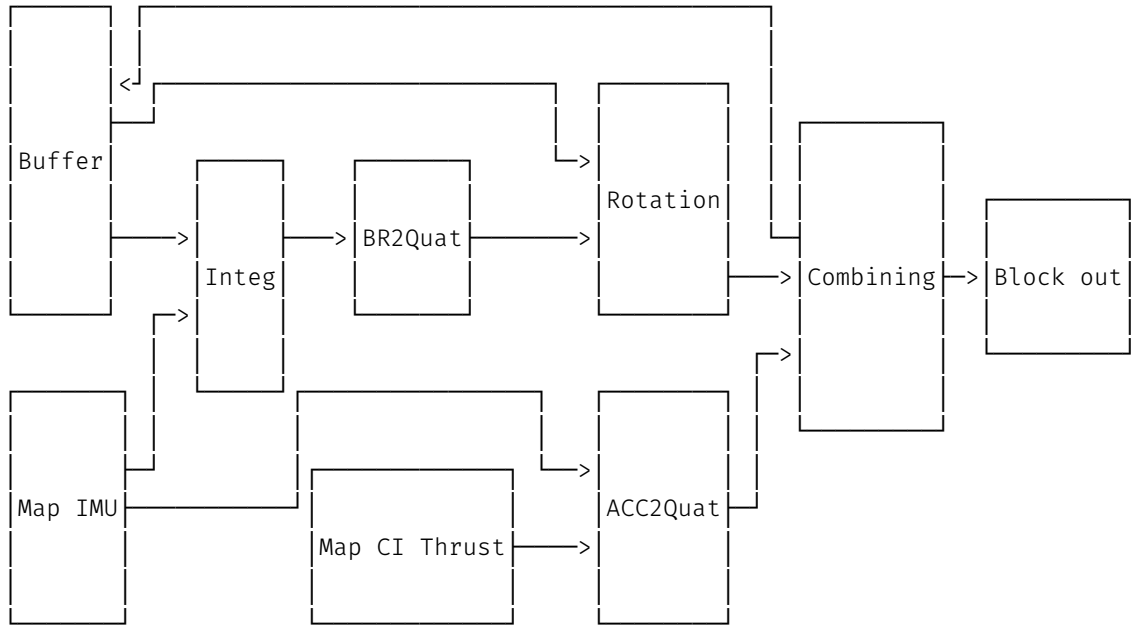 Buffer
Rotation
BR2Quat
Integ
Combining
Block out
Map IMU
ACC2Quat
Map CI Thrust